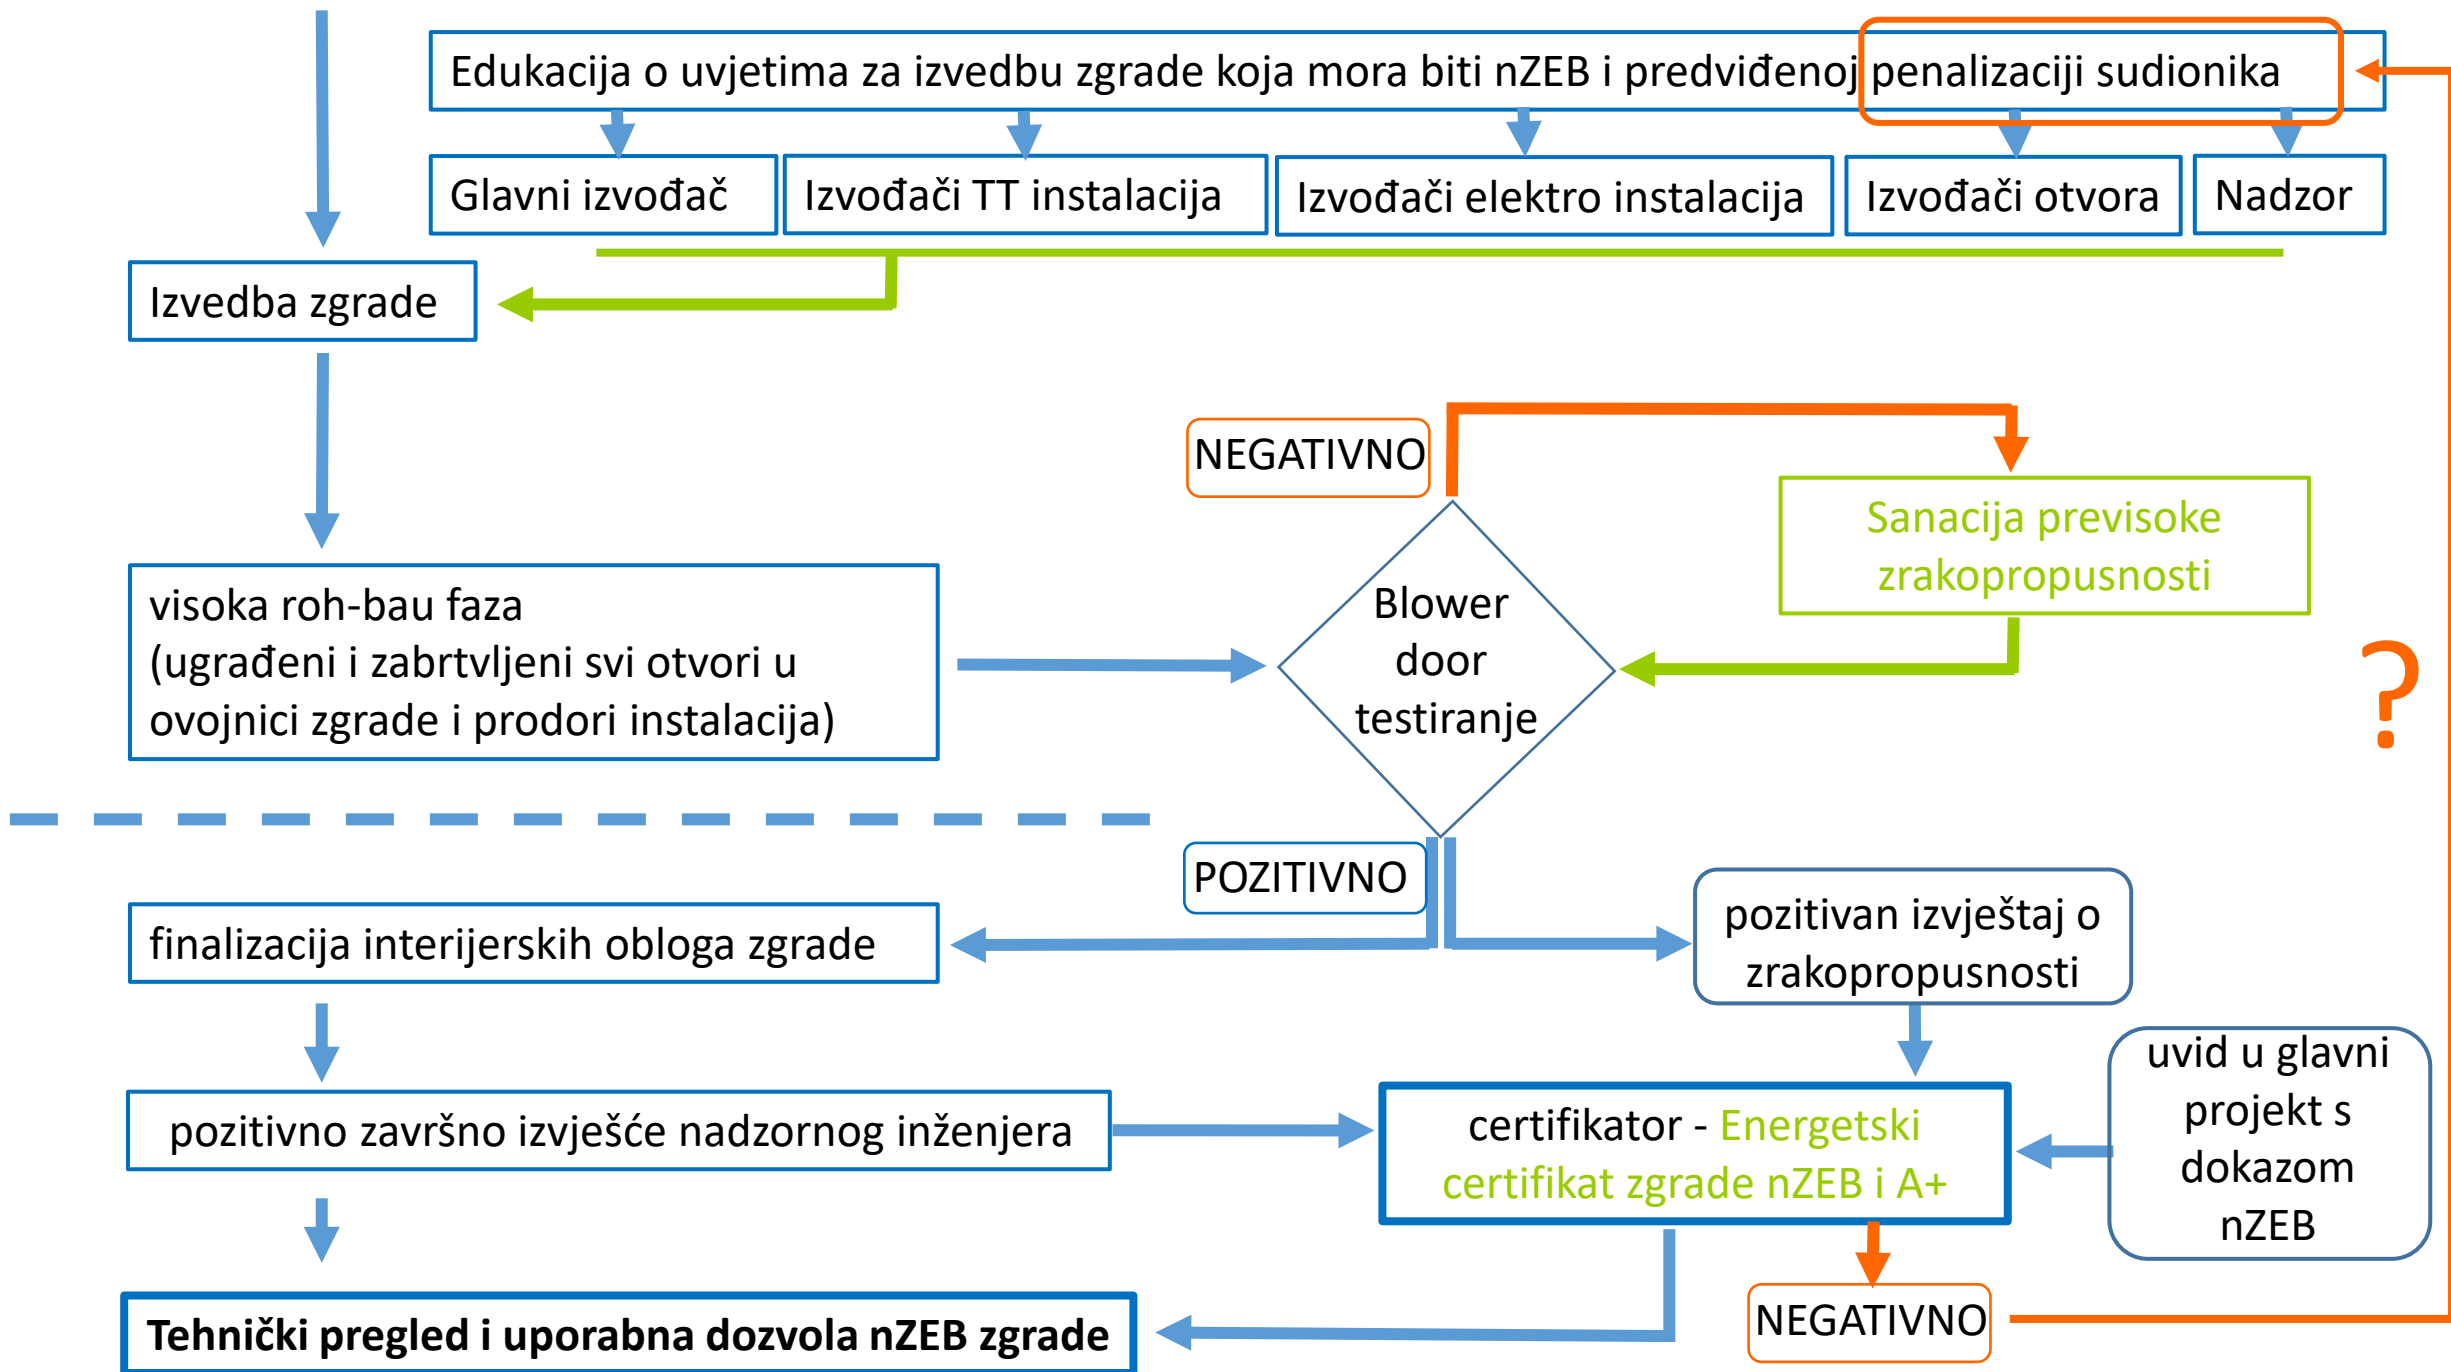 Edukacija o uvjetima za izvedbu zgrade koja mora biti nZEB i predviđenoj penalizaciji sudionika
Glavni izvođač
Izvođači TT instalacija
Izvođači elektro instalacija
Izvođači otvora
Nadzor
Izvedba zgrade
NEGATIVNO
Sanacija previsoke
zrakopropusnosti
visoka roh-bau faza
(ugrađeni i zabrtvljeni svi otvori u
ovojnici zgrade i prodori instalacija)
Blower
door
testiranje
?
POZITIVNO
finalizacija interijerskih obloga zgrade
pozitivan izvještaj o
zrakopropusnosti
uvid u glavni
projekt s
dokazom
nZEB
pozitivno završno izvješće nadzornog inženjera
certifikator - Energetski
certifikat zgrade nZEB i A+
NEGATIVNO
Tehnički pregled i uporabna dozvola nZEB zgrade